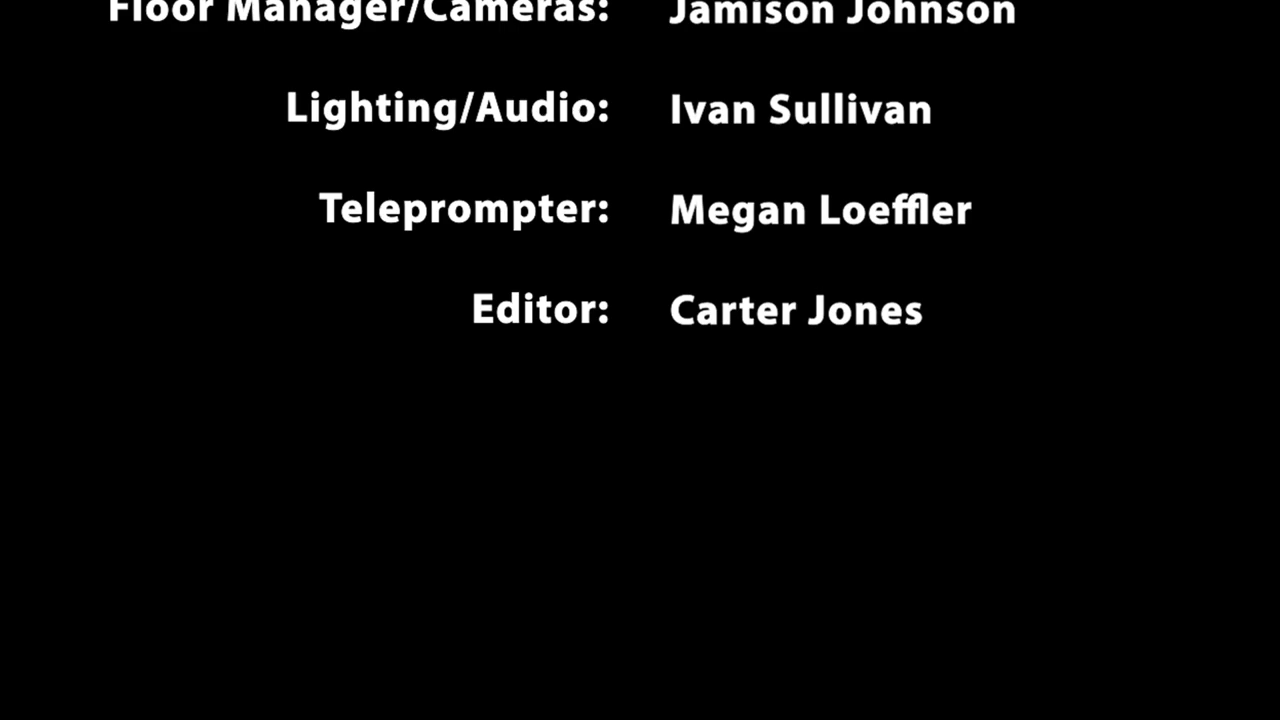 Floor Manager/Cameras: Jamison Johnson
Lighting/Audio: Ivan Sullivan
Teleprompter: Megan Loeffler
Editor: Carter Jones